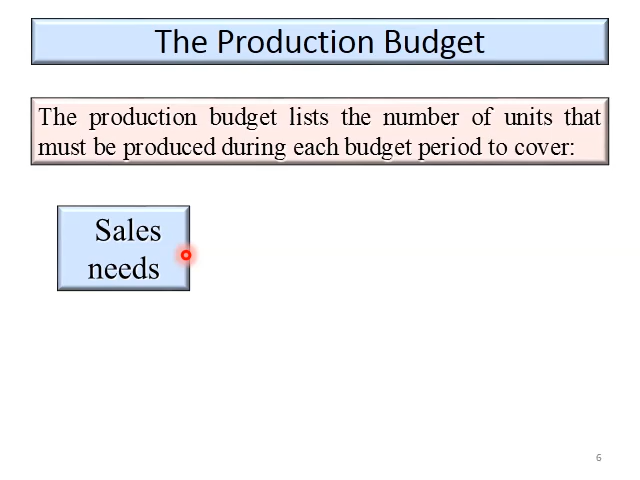 The Production Budget
The production budget lists the number of units that
must be produced during each budget period to cover:
Sales
needs
6